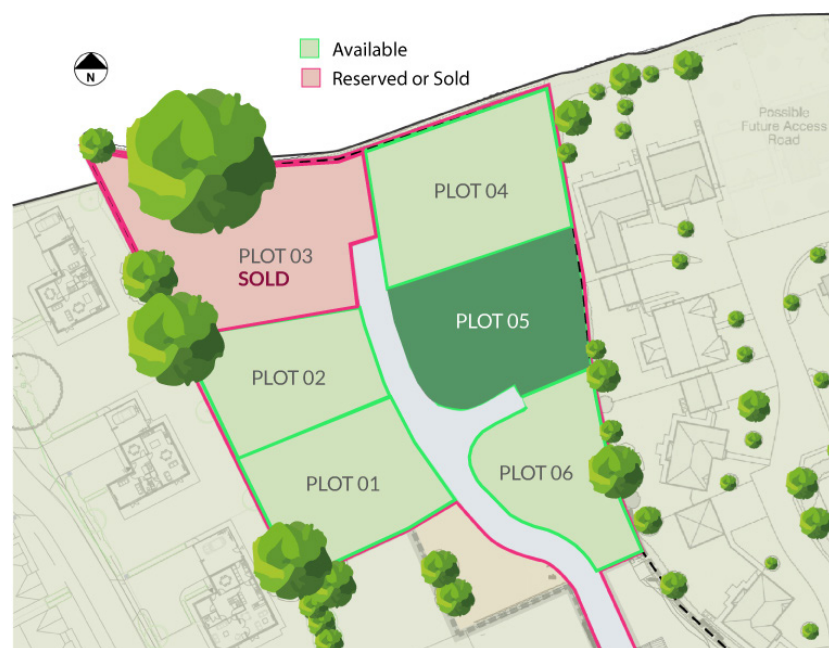 Available
Reserved or Sold
N
Possible
Future Access
Road
PLOT 04
PLOT 03
SOLD
PLOT 05
PLOT 02
PLOT 01
PLOT 06